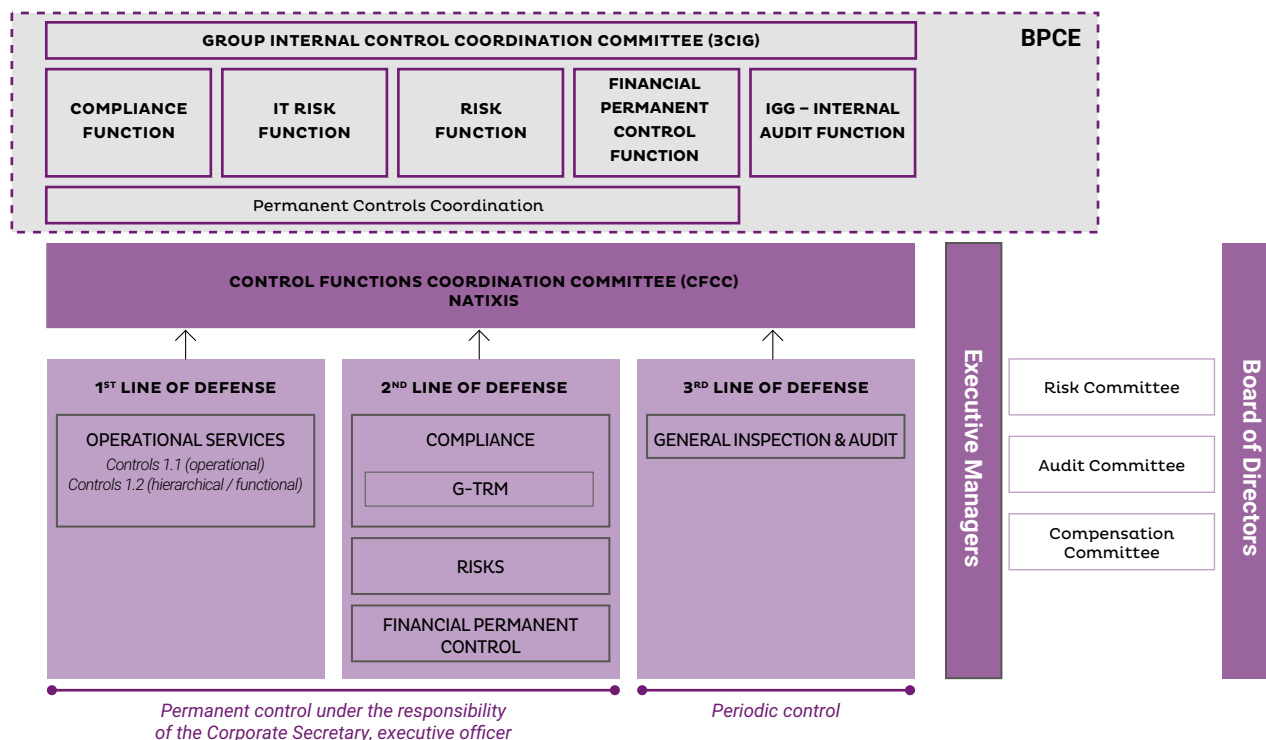 GROUP INTERNAL CONTROL COORDINATION COMMITTEE (3CIG)
BPCE
COMPLIANCE
FUNCTION
IT RISK
FUNCTION
RISK
FUNCTION
FINANCIAL
PERMANENT
CONTROL
FUNCTION
IGG – INTERNAL
AUDIT FUNCTION
Permanent Controls Coordination
CONTROL FUNCTIONS COORDINATION COMMITTEE (CFCC)
NATIXIS
1ST LINE OF DEFENSE
OPERATIONAL SERVICES
Controls 1.1 (operational)
Controls 1.2 (hierarchical / functional)
2ND LINE OF DEFENSE
COMPLIANCE
G-TRM
RISKS
FINANCIAL PERMANENT
CONTROL
3RD LINE OF DEFENSE
GENERAL INSPECTION & AUDIT
Executive Managers
Risk Committee
Audit Committee
Compensation
Committee
Board of Directors
Permanent control under the responsibility
of the Corporate Secretary, executive officer
Periodic control